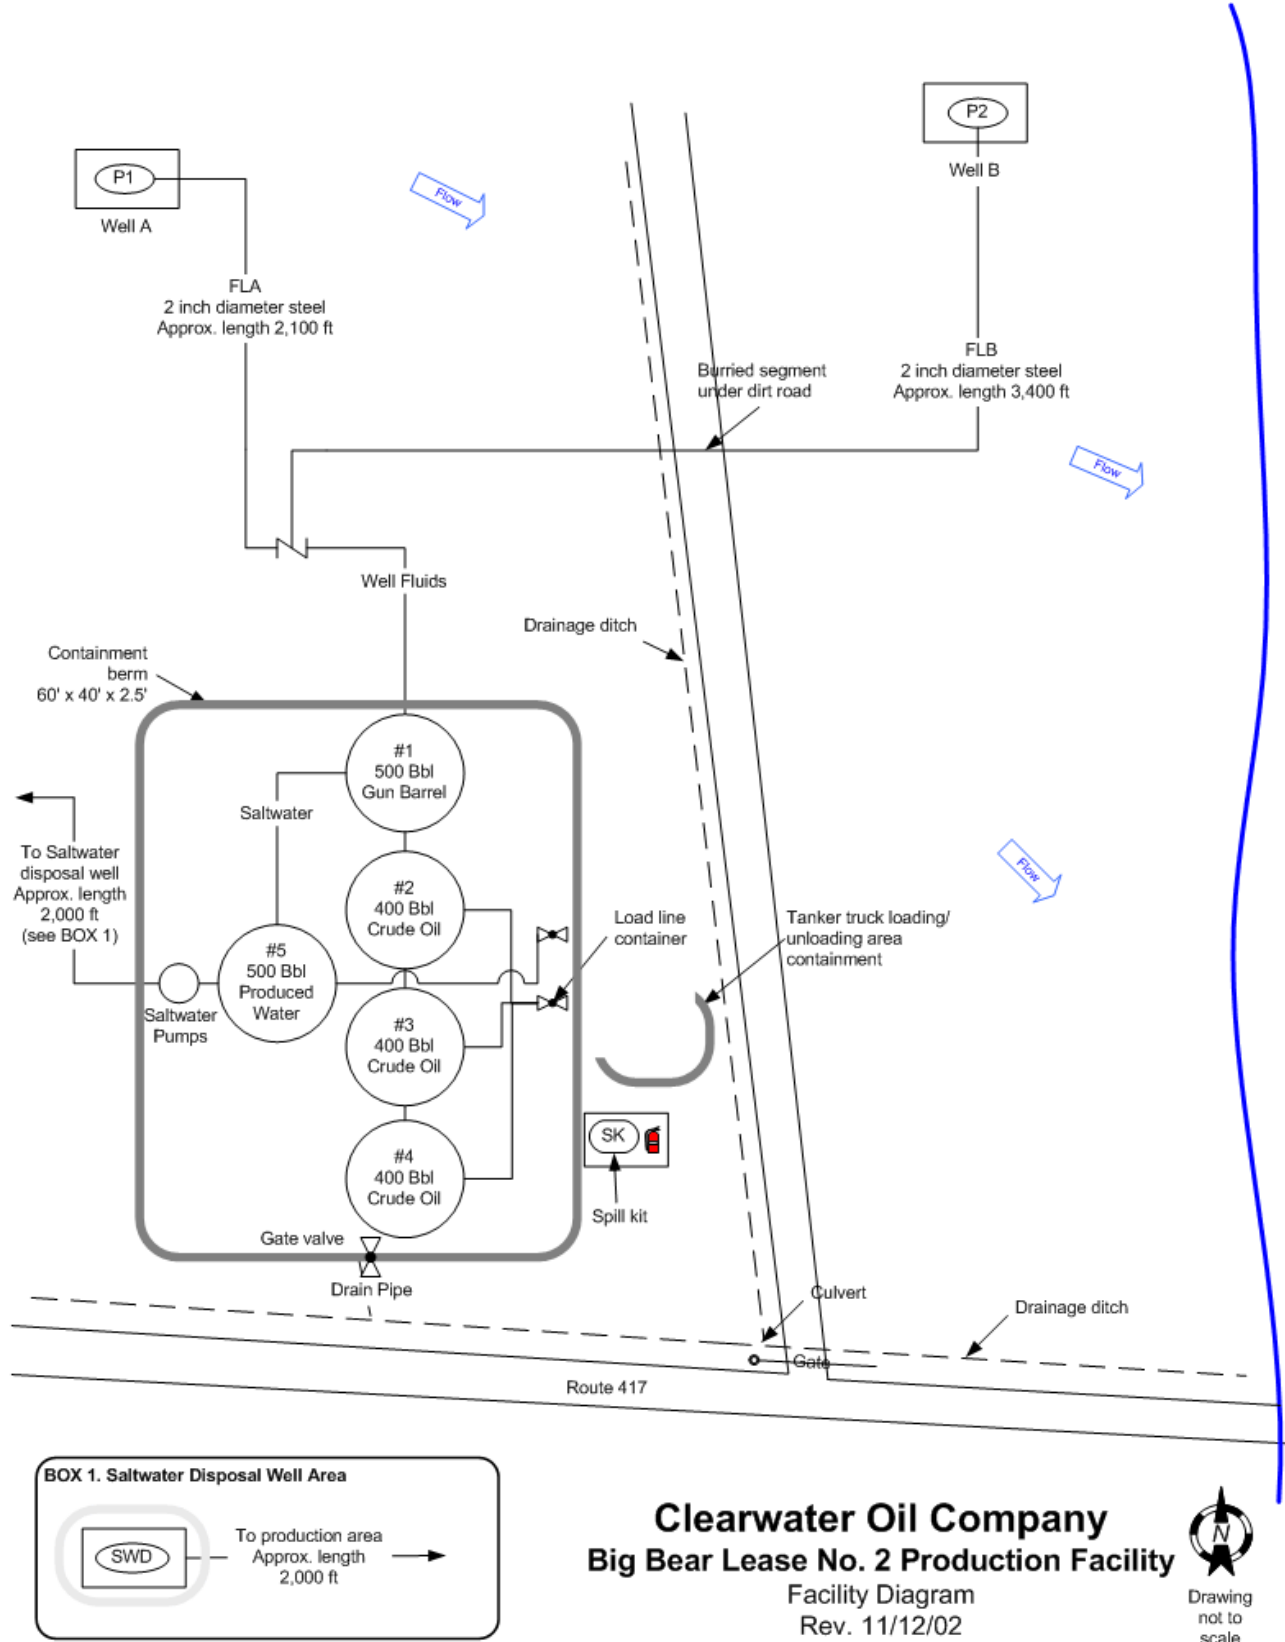 P2
Well B
P1
Well A
Flow
FLA
2 inch diameter steel
Approx. length 2,100 ft
FLB
2 inch diameter steel
Approx. length 3,400 ft
Burried segment
under dirt road
Flow
Well Fluids
Drainage ditch
Containment
berm
60' x 40' x 2.5'
#1
500 Bbl
Gun Barrel
Saltwater
To Saltwater
disposal well
Approx. length
2,000 ft
(see BOX 1)
#2
400 Bbl
Crude Oil
Flow
Load line
container
Tanker truck loading/
unloading area
containment
#5
500 Bbl
Produced
Water
Saltwater
Pumps
#3
400 Bbl
Crude Oil
SK
Spill kit
#4
400 Bbl
Crude Oil
Gate valve
Drain Pipe
Culvert
Drainage ditch
Gate
Route 417
BOX 1. Saltwater Disposal Well Area
SWD
To production area
Approx. length
2,000 ft
Clearwater Oil Company
Big Bear Lease No. 2 Production Facility
Facility Diagram
Rev. 11/12/02
N
Drawing
not to
scale